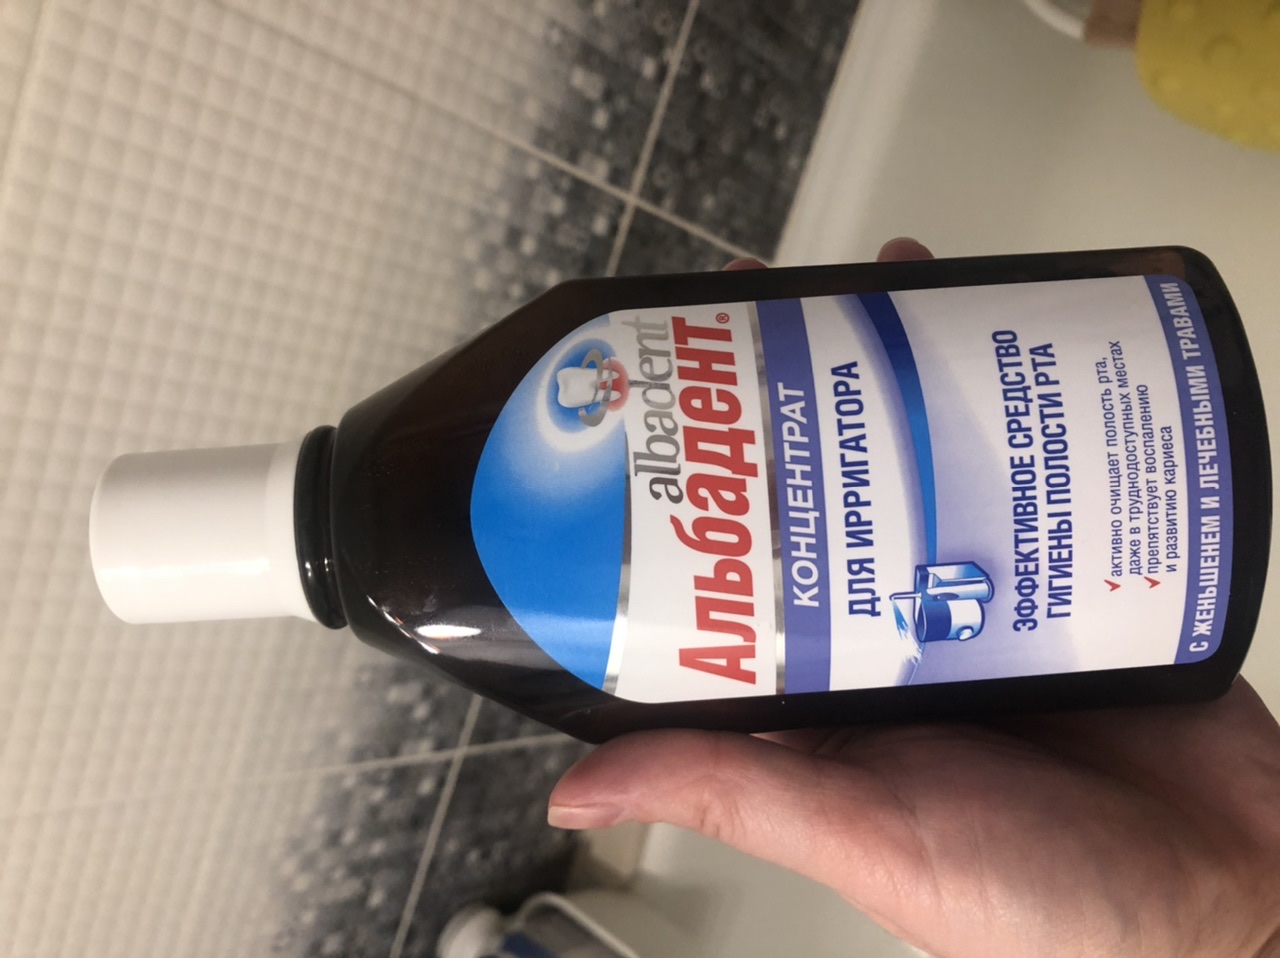 albadent
Альбадент®
КОНЦЕНТРАТ
ДЛЯ ИРРИГАТОРА
ЭФФЕКТИВНОЕ СРЕДСТВО
ГИГИЕНЫ ПОЛОСТИ РТА
активно очищает полость рта,
даже в труднодоступных местах
препятствует воспалению
и развитию кариеса
С ЖЕНЬШЕНЕМ И ЛЕЧЕБНЫМИ ТРАВАМИ